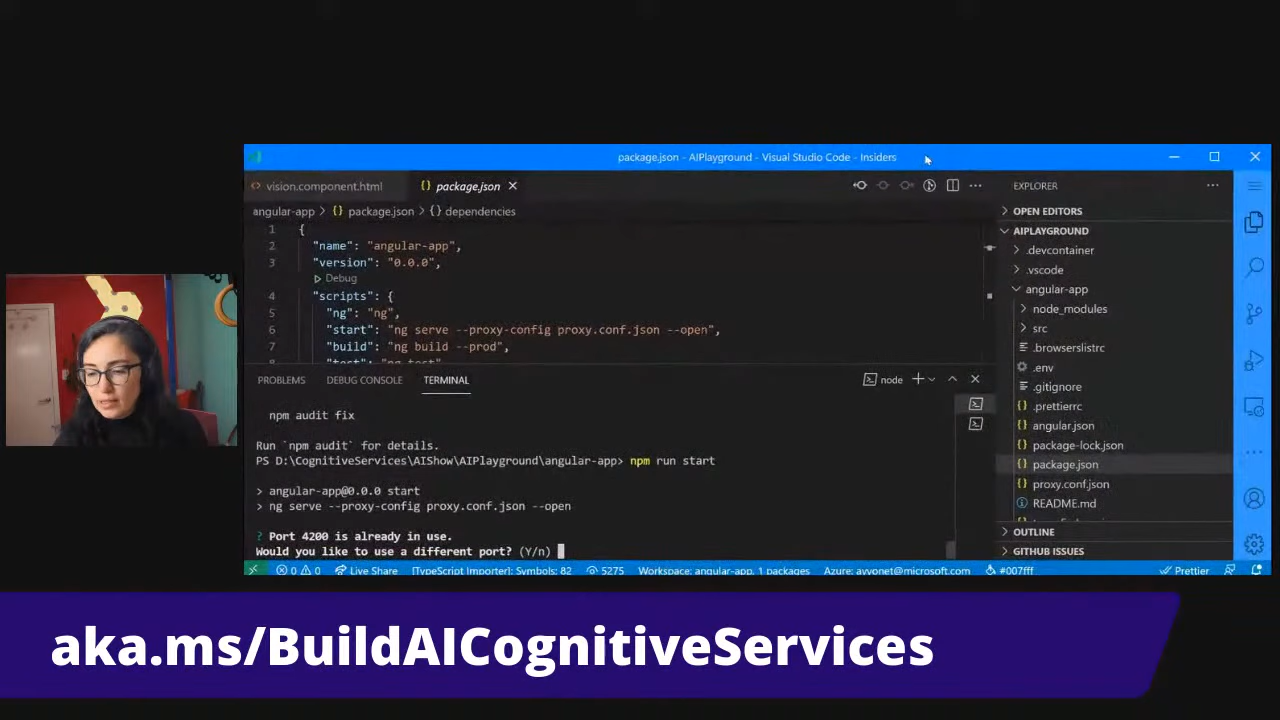 package.json - AIPlayground - Visual Studio Code - Insiders
vision.component.html
{} package.json
angular-app > {} package.json > {} dependencies
1 {
2 "name": "angular-app",
3 "version": "0.0.0",
Debug
4 "scripts": {
5 "ng": "ng",
6 "start": "ng serve --proxy-config proxy.conf.json --open",
7 "build": "ng build --prod",
8 "test": "ng test"
PROBLEMS DEBUG CONSOLE TERMINAL
node
npm audit fix
Run `npm audit` for details.
PS D:\CognitiveServices\AIShow\AIPlayground\angular-app> npm run start
> angular-app@0.0.0 start
> ng serve --proxy-config proxy.conf.json --open
? Port 4200 is already in use.
Would you like to use a different port? (Y/n)
EXPLORER
OPEN EDITORS
AIPLAYGROUND
.devcontainer
.vscode
angular-app
node_modules
src
.browserslistrc
.env
.gitignore
{} .prettierrc
{} angular.json
{} package-lock.json
{} package.json
{} proxy.conf.json
README.md
OUTLINE
GITHUB ISSUES
0 0 Live Share [TypeScript Importer]: Symbols: 82 5275 Workspace: angular-app, 1 packages Azure: ayyonet@microsoft.com #007fff Prettier
aka.ms/BuildAICognitiveServices